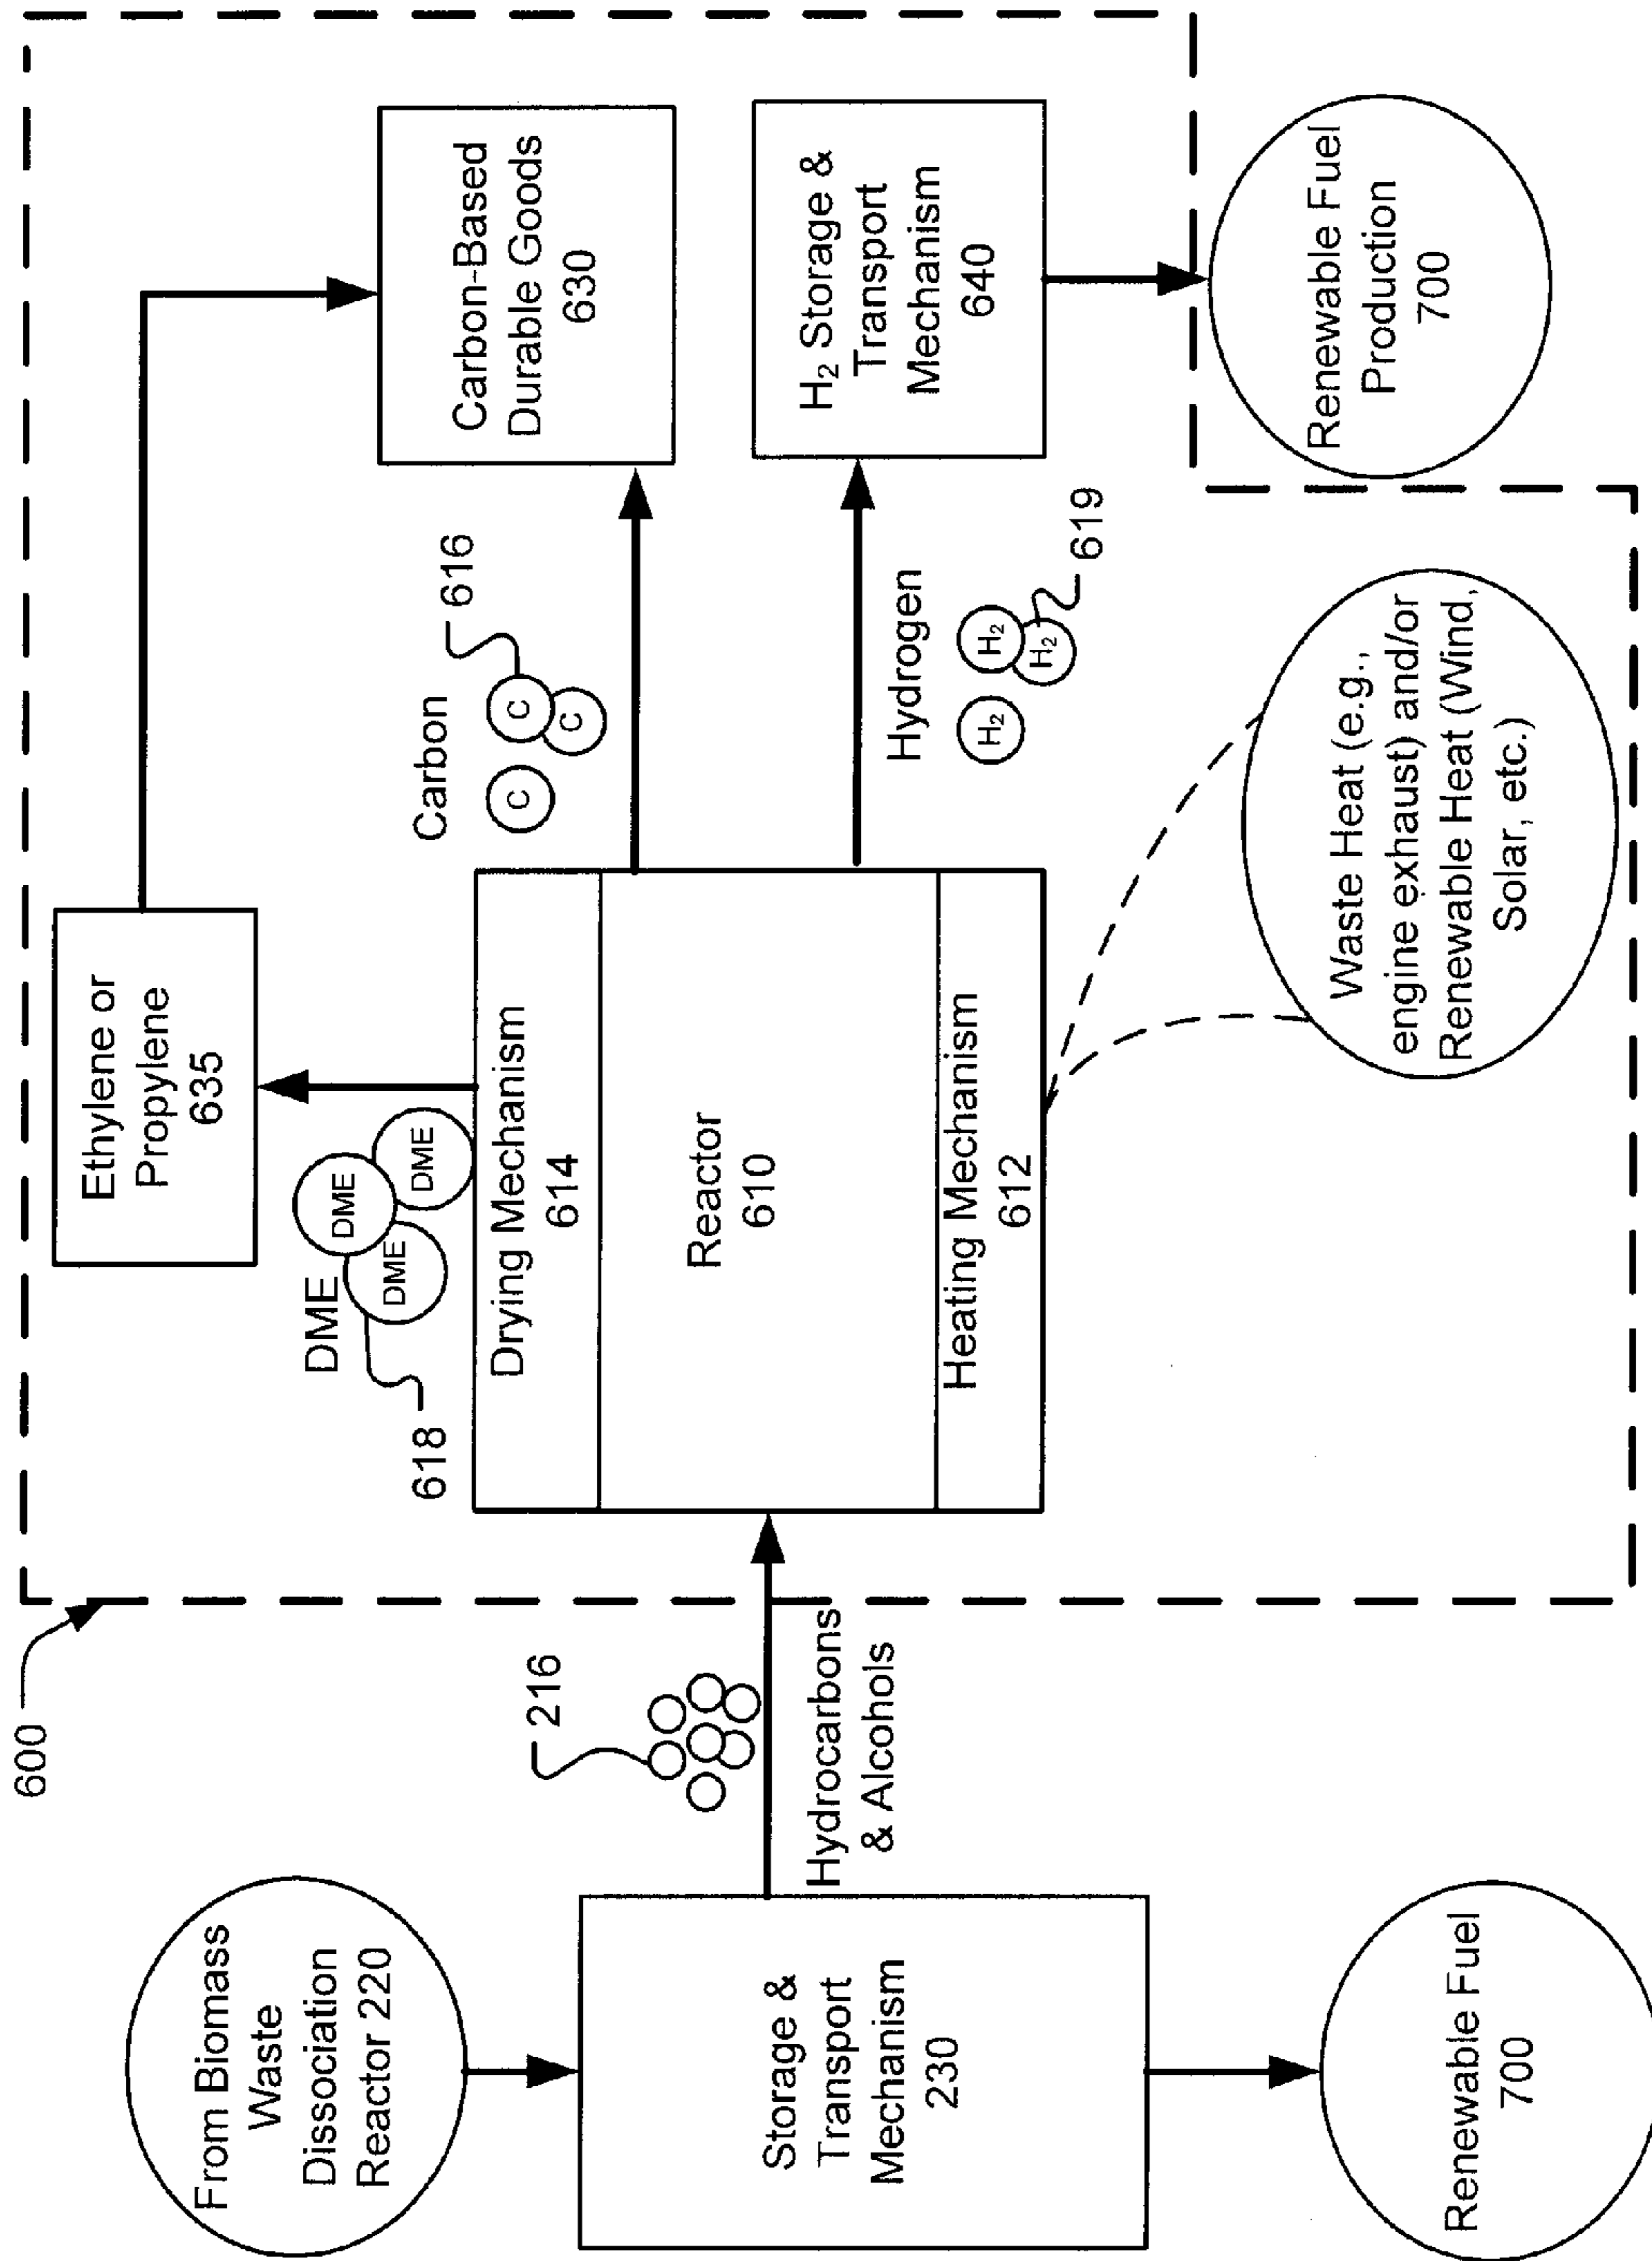 600
From Biomass
Waste
Dissociation
Reactor 220
Storage &
Transport
Mechanism
230
Renewable Fuel
700
216
Hydrocarbons
& Alcohols
Ethylene or
Propylene
635
DME
DME
DME
DME
618
Drying Mechanism
614
Reactor
610
Heating Mechanism
612
Carbon
616
C
C
C
Hydrogen
H₂
H₂
H₂
619
Carbon-Based
Durable Goods
630
H₂ Storage &
Transport
Mechanism
640
Renewable Fuel
Production
700
Waste Heat (e.g.,
engine exhaust) and/or
Renewable Heat (Wind,
Solar, etc.)